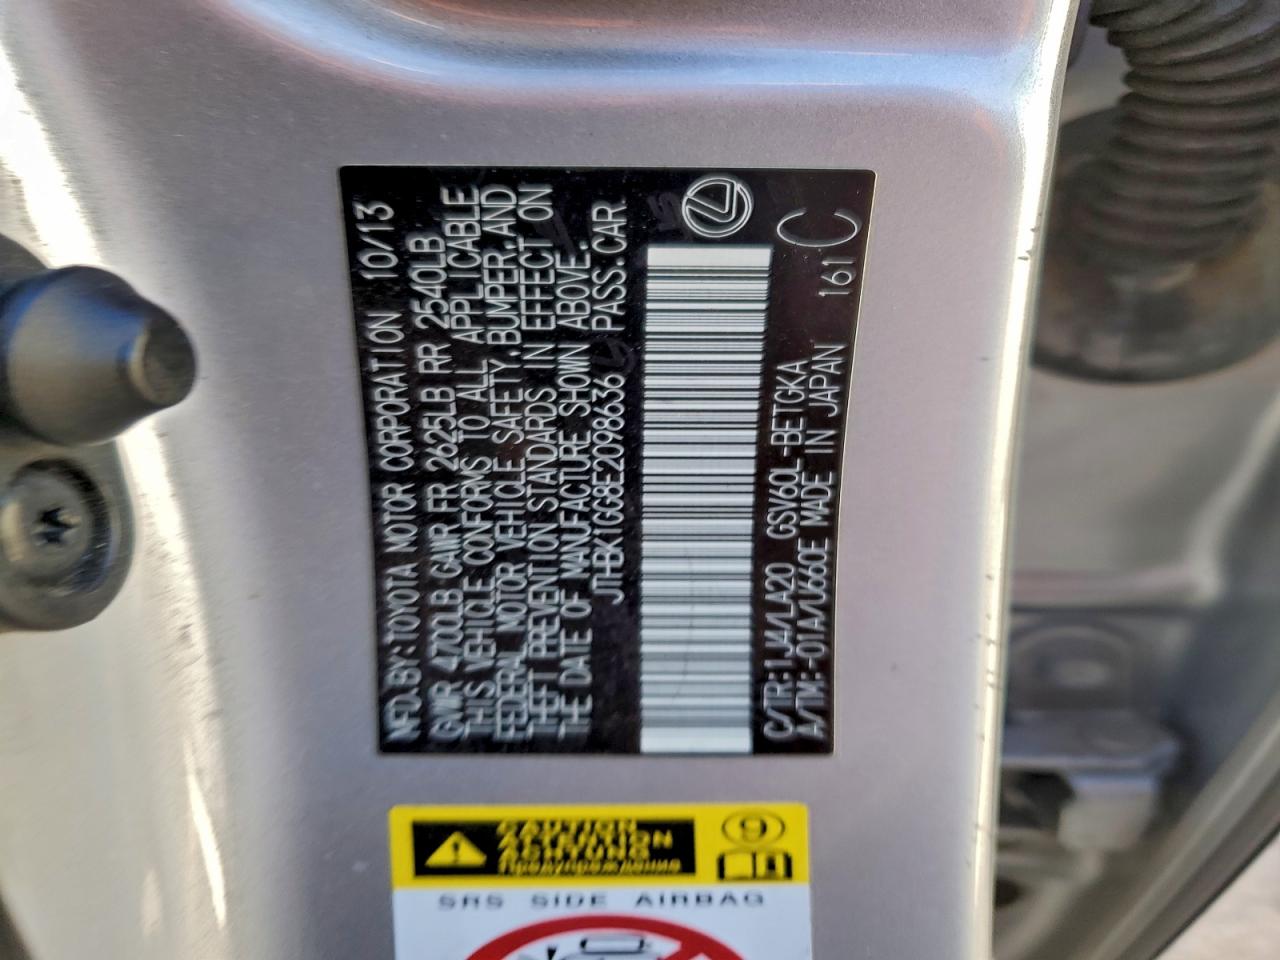 MFD.BY:TOYOTA MOTOR CORPORATION 10/13
GVWR 4700LB GAWR FR 2625LB RR 2540LB
THIS VEHICLE CONFORMS TO ALL APPLICABLE
FEDERAL MOTOR VEHICLE SAFETY,BUMPER,AND
THEFT PREVENTION STANDARDS IN EFFECT ON
THE DATE OF MANUFACTURE SHOWN ABOVE.
JTHBK1GG8E2098636 PASS.CAR.
C/TR:1J4/LA20 GSV60L-BETGKA
A/TM:-01A/U660E MADE IN JAPAN 161 C
CAUTION
ATTENTION
ACHTUNG
Предупреждение
9
SRS SIDE AIRBAG